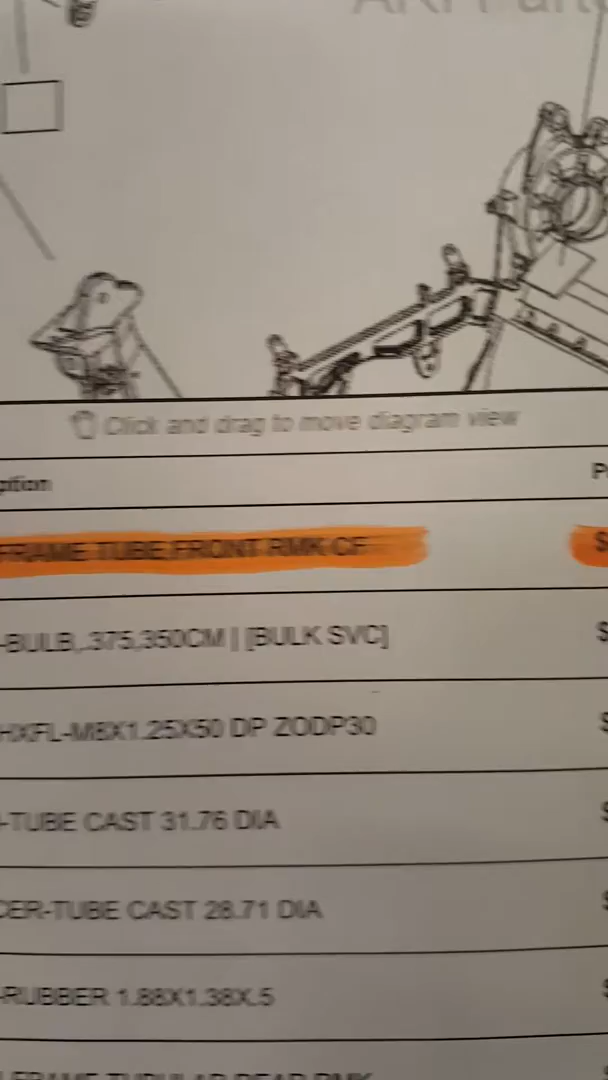 Click and drag to move diagram view
FRAME TUBE FRONT RMK CF $
-BULB,.375,350CM | [BULK SVC] $
HXFL-M8X1.25X50 DP ZODP30
-TUBE CAST 31.76 DIA $
CER-TUBE CAST 28.71 DIA
-RUBBER 1.88X1.38X.5 $